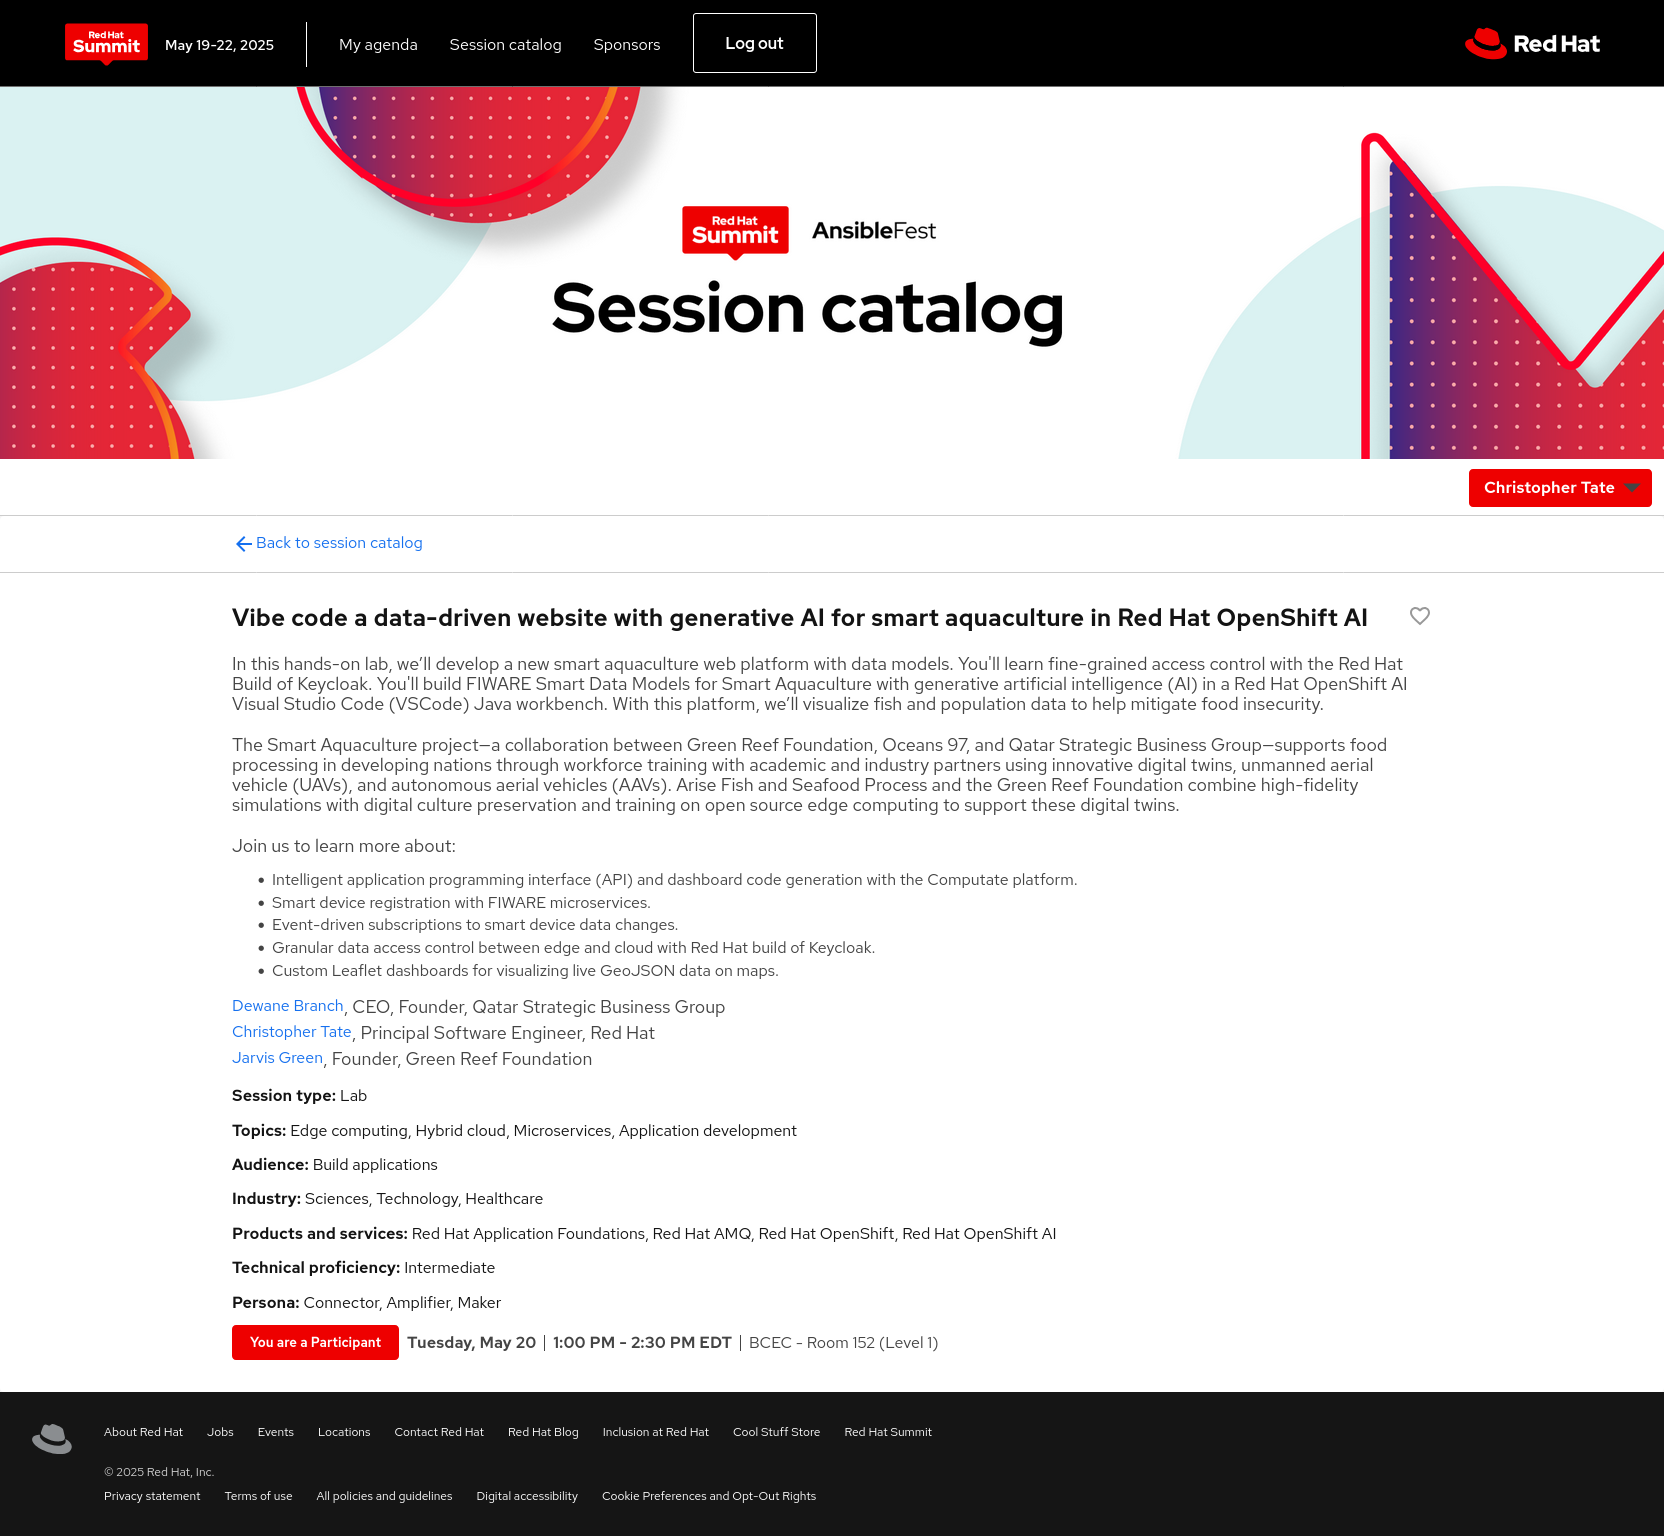 Red Hat
Summit
May 19-22, 2025
My agenda
Session catalog
Sponsors
Log out
Red Hat
Red Hat
Summit
AnsibleFest
Session catalog
Christopher Tate
Back to session catalog
Vibe code a data-driven website with generative AI for smart aquaculture in Red Hat OpenShift AI
In this hands-on lab, we’ll develop a new smart aquaculture web platform with data models. You'll learn fine-grained access control with the Red Hat
Build of Keycloak. You'll build FIWARE Smart Data Models for Smart Aquaculture with generative artificial intelligence (AI) in a Red Hat OpenShift AI
Visual Studio Code (VSCode) Java workbench. With this platform, we’ll visualize fish and population data to help mitigate food insecurity.
The Smart Aquaculture project—a collaboration between Green Reef Foundation, Oceans 97, and Qatar Strategic Business Group—supports food
processing in developing nations through workforce training with academic and industry partners using innovative digital twins, unmanned aerial
vehicle (UAVs), and autonomous aerial vehicles (AAVs). Arise Fish and Seafood Process and the Green Reef Foundation combine high-fidelity
simulations with digital culture preservation and training on open source edge computing to support these digital twins.
Join us to learn more about:
• Intelligent application programming interface (API) and dashboard code generation with the Computate platform.
• Smart device registration with FIWARE microservices.
• Event-driven subscriptions to smart device data changes.
• Granular data access control between edge and cloud with Red Hat build of Keycloak.
• Custom Leaflet dashboards for visualizing live GeoJSON data on maps.
Dewane Branch, CEO, Founder, Qatar Strategic Business Group
Christopher Tate, Principal Software Engineer, Red Hat
Jarvis Green, Founder, Green Reef Foundation
Session type: Lab
Topics: Edge computing, Hybrid cloud, Microservices, Application development
Audience: Build applications
Industry: Sciences, Technology, Healthcare
Products and services: Red Hat Application Foundations, Red Hat AMQ, Red Hat OpenShift, Red Hat OpenShift AI
Technical proficiency: Intermediate
Persona: Connector, Amplifier, Maker
You are a Participant Tuesday, May 20 | 1:00 PM - 2:30 PM EDT | BCEC - Room 152 (Level 1)
About Red Hat Jobs Events Locations Contact Red Hat Red Hat Blog Inclusion at Red Hat Cool Stuff Store Red Hat Summit
© 2025 Red Hat, Inc.
Privacy statement Terms of use All policies and guidelines Digital accessibility Cookie Preferences and Opt-Out Rights